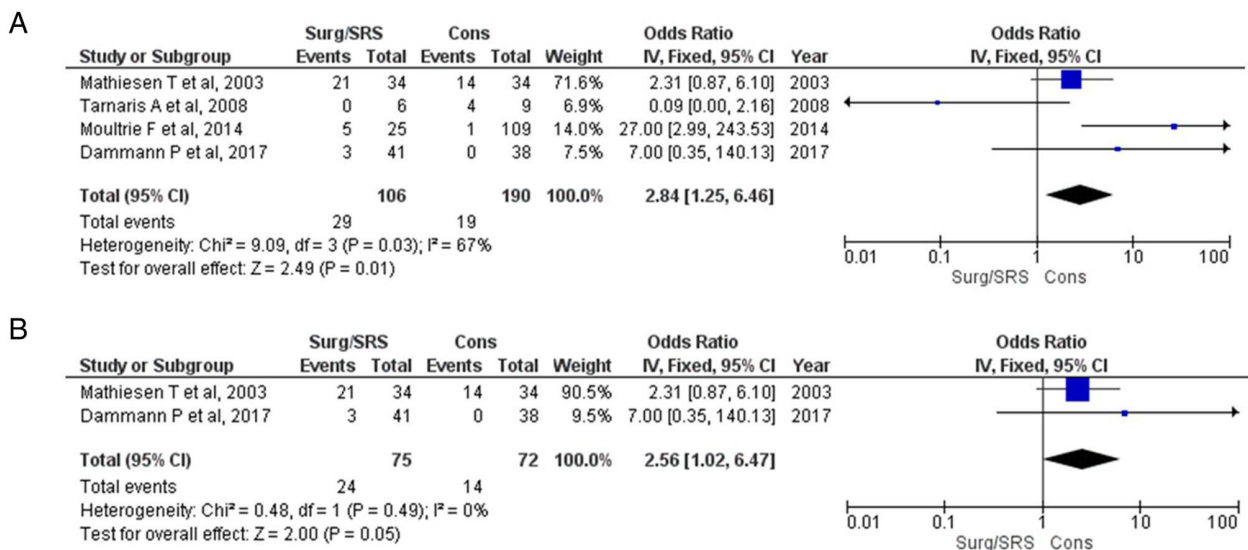 A
Surg/SRS Cons Odds Ratio Odds Ratio
Study or Subgroup Events Total Events Total Weight IV, Fixed, 95% CI Year IV, Fixed, 95% CI
Mathiesen T et al, 2003 21 34 14 34 71.6% 2.31 [0.87, 6.10] 2003
Tarnaris A et al, 2008 0 6 4 9 6.9% 0.09 [0.00, 2.16] 2008
Moultrie F et al, 2014 5 25 1 109 14.0% 27.00 [2.99, 243.53] 2014
Dammann P et al, 2017 3 41 0 38 7.5% 7.00 [0.35, 140.13] 2017
Total (95% CI) 106 190 100.0% 2.84 [1.25, 6.46]
Total events 29 19
Heterogeneity: Chi² = 9.09, df = 3 (P = 0.03); I² = 67%
Test for overall effect: Z = 2.49 (P = 0.01)
0.01 0.1 1 10 100
Surg/SRS Cons
B
Surg/SRS Cons Odds Ratio Odds Ratio
Study or Subgroup Events Total Events Total Weight IV, Fixed, 95% CI Year IV, Fixed, 95% CI
Mathiesen T et al, 2003 21 34 14 34 90.5% 2.31 [0.87, 6.10] 2003
Dammann P et al, 2017 3 41 0 38 9.5% 7.00 [0.35, 140.13] 2017
Total (95% CI) 75 72 100.0% 2.56 [1.02, 6.47]
Total events 24 14
Heterogeneity: Chi² = 0.48, df = 1 (P = 0.49); I² = 0%
Test for overall effect: Z = 2.00 (P = 0.05)
0.01 0.1 1 10 100
Surg/SRS Cons